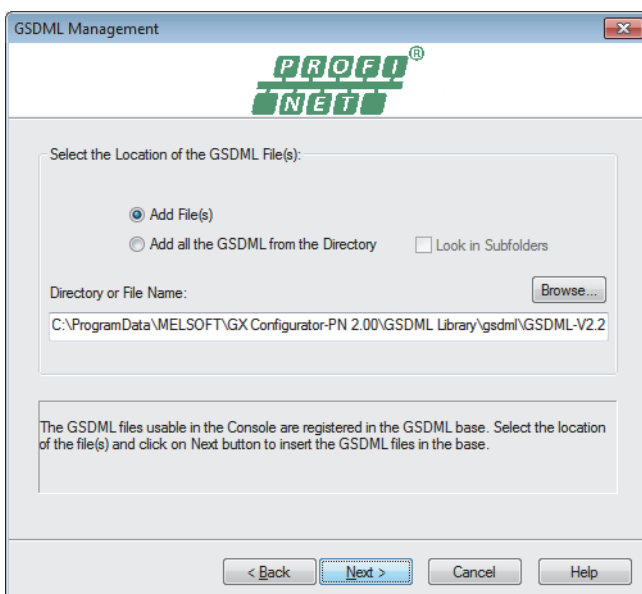 GSDML Management
PROFI®
NET
Select the Location of the GSDML File(s):
Add File(s)
Add all the GSDML from the Directory
Look in Subfolders
Directory or File Name:
Browse...
C:\ProgramData\MELSOFT\GX Configurator-PN 2.00\GSDML Library\gsdml\GSDML-V2.2
The GSDML files usable in the Console are registered in the GSDML base. Select the location
of the file(s) and click on Next button to insert the GSDML files in the base.
< Back
Next >
Cancel
Help